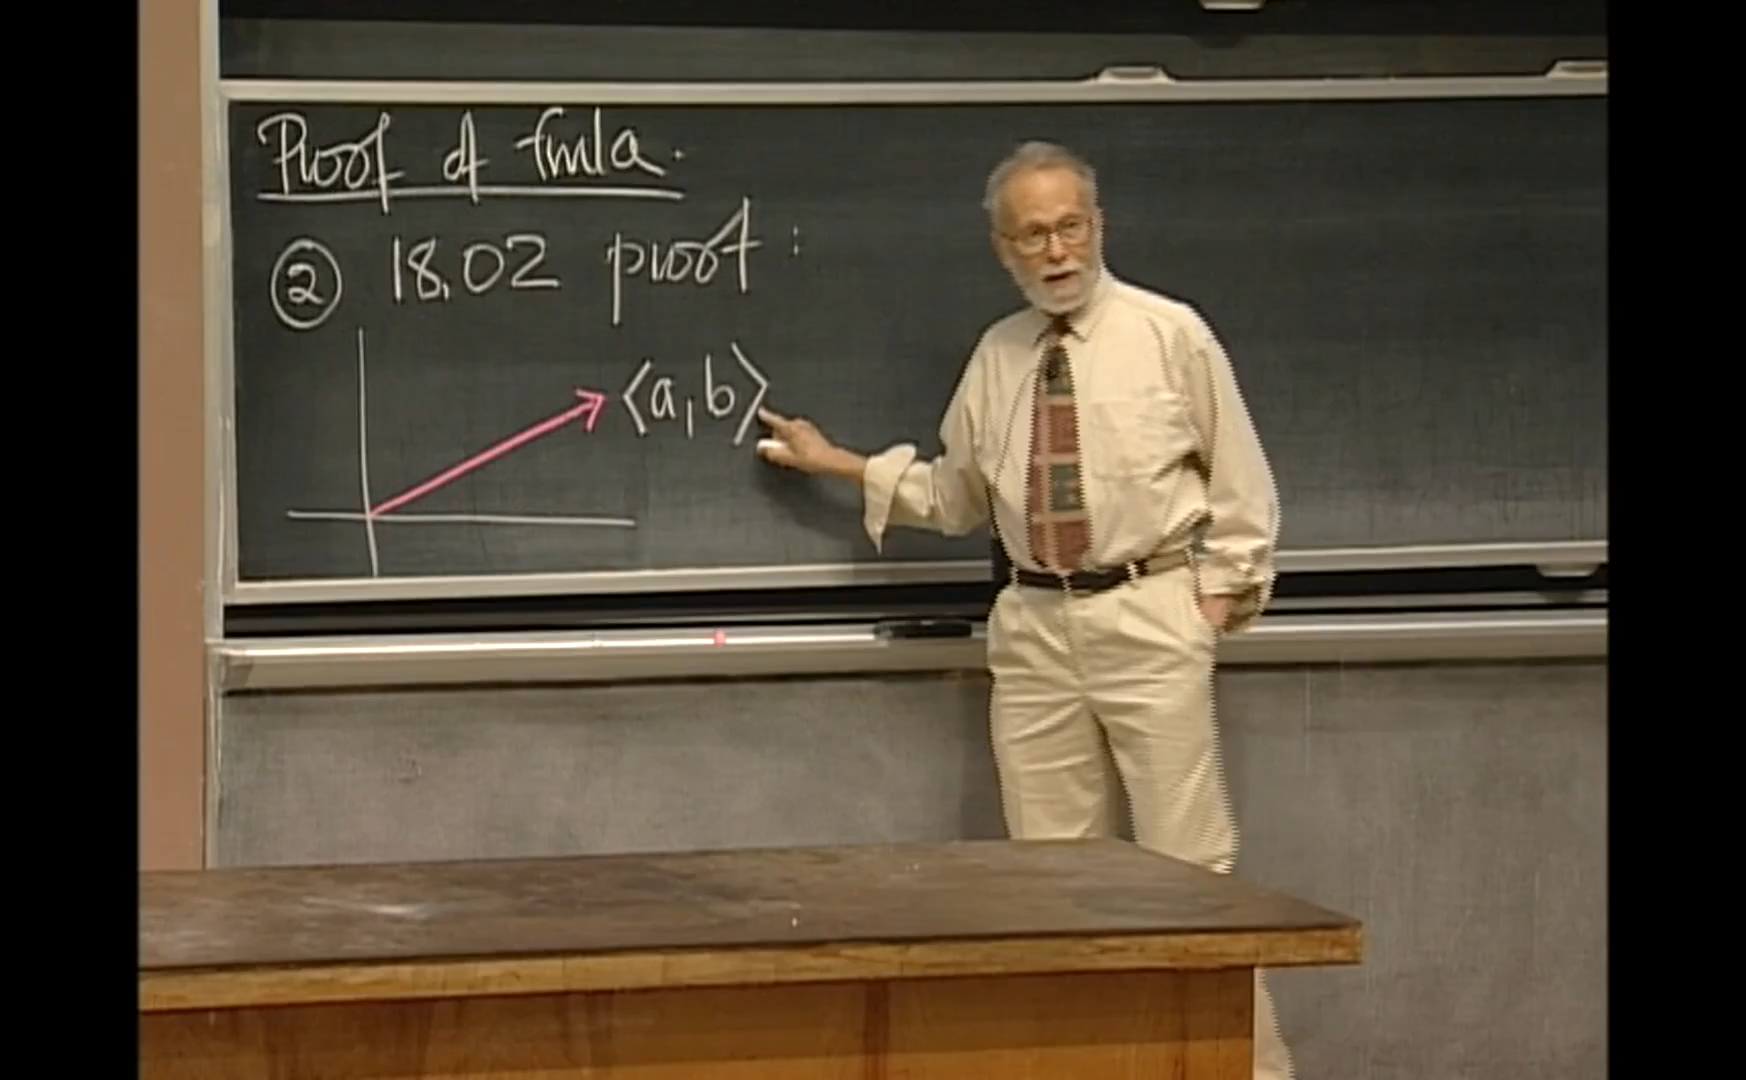 Proof of fmla.
② 18.02 proof:
⟨a, b⟩